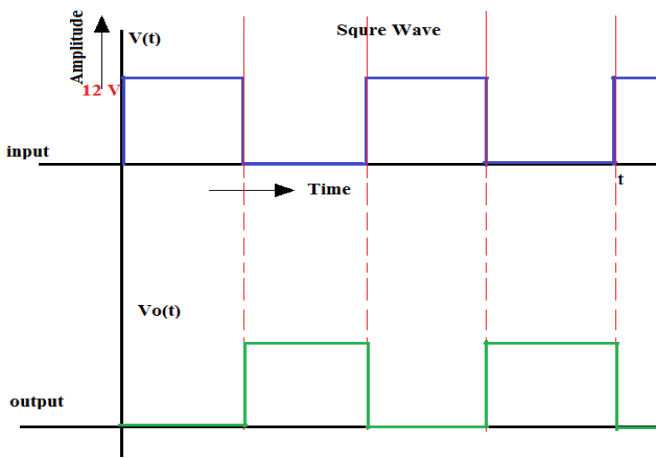 Amplitude
V(t)
Squre Wave
12 V
input
t
Time
Vo(t)
output